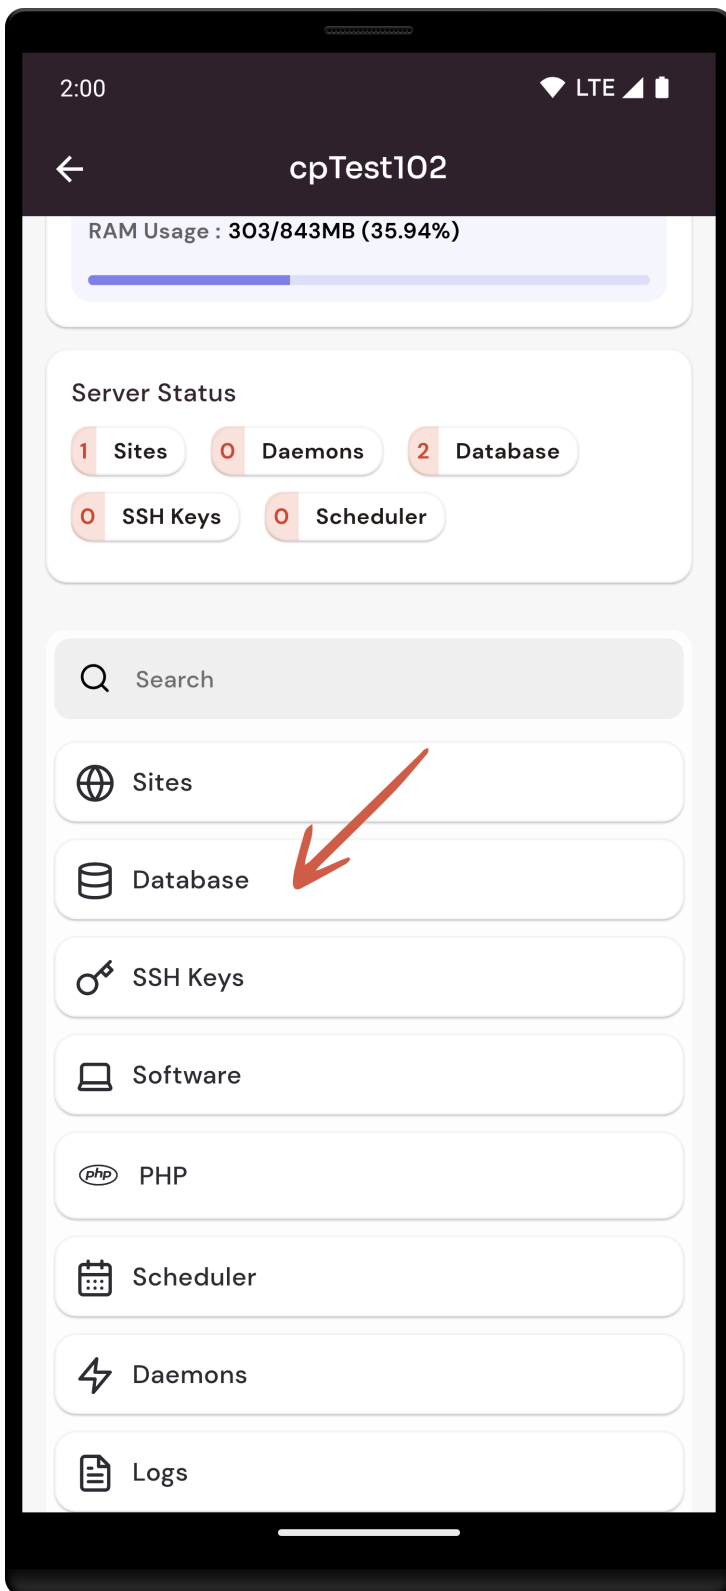 2:00 LTE
cpTest102
RAM Usage : 303/843MB (35.94%)
Server Status
1 Sites 0 Daemons 2 Database
0 SSH Keys 0 Scheduler
Search
Sites
Database
SSH Keys
Software
php PHP
Scheduler
Daemons
Logs